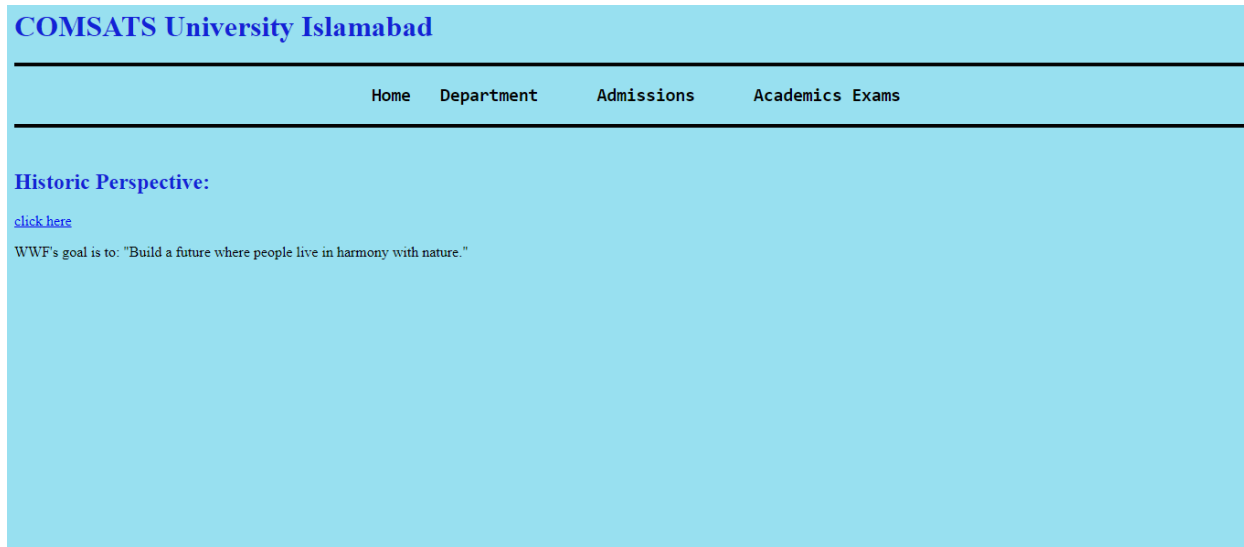 COMSATS University Islamabad
Home Department Admissions Academics Exams
Historic Perspective:
click here
WWF's goal is to: "Build a future where people live in harmony with nature."